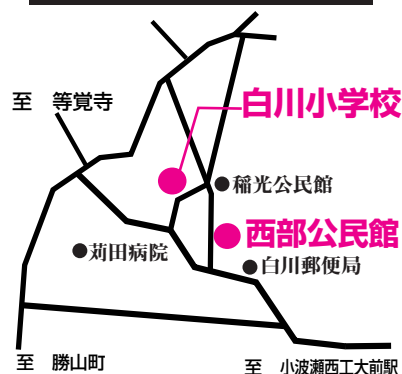 白川小学校
至 等覚寺
稲光公民館
西部公民館
苅田病院
白川郵便局
至 勝山町
至 小波瀬西工大前駅